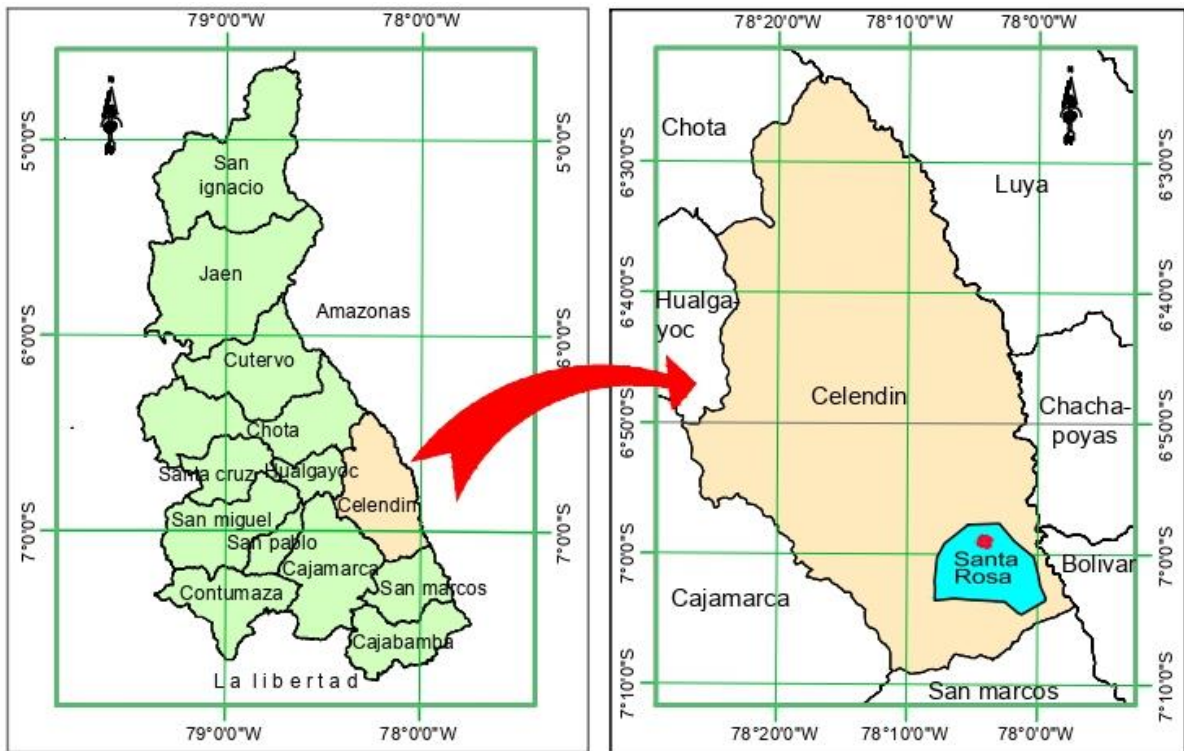 79°0'0"W
78°0'0"W
5°0'0"S
5°0'0"S
San
ignacio
Jaen
Amazonas
6°0'0"S
6°0'0"S
Cutervo
Chota
Santa cruz
Hualgayoc
Celendin
San miguel
7°0'0"S
7°0'0"S
San pablo
Cajamarca
Contumaza
San marcos
Cajabamba
La libertad
79°0'0"W
78°0'0"W
78°20'0"W
78°10'0"W
78°0'0"W
Chota
6°30'0"S
6°30'0"S
Luya
6°40'0"S
6°40'0"S
Hualga-
yoc
Celendin
Chacha-
poyas
6°50'0"S
6°50'0"S
7°0'0"S
7°0'0"S
Santa
Rosa
Bolivar
Cajamarca
San marcos
7°10'0"S
7°10'0"S
78°20'0"W
78°10'0"W
78°0'0"W